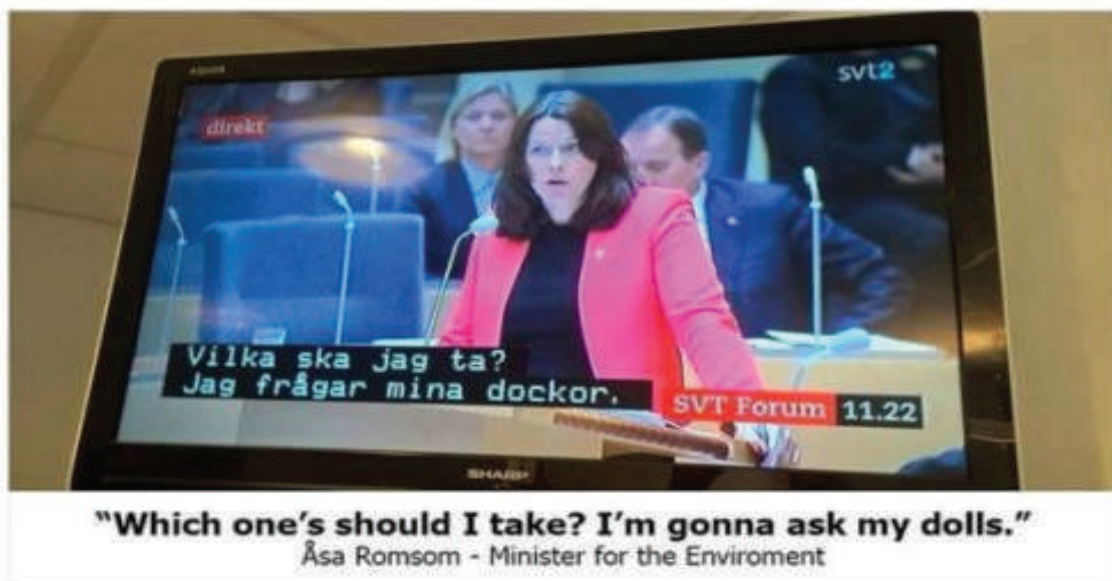 svt2
direkt
Vilka ska jag ta?
Jag frågar mina dockor.
SVT Forum 11.22
SHARP
"Which one's should I take? I'm gonna ask my dolls."
Åsa Romsom - Minister for the Enviroment